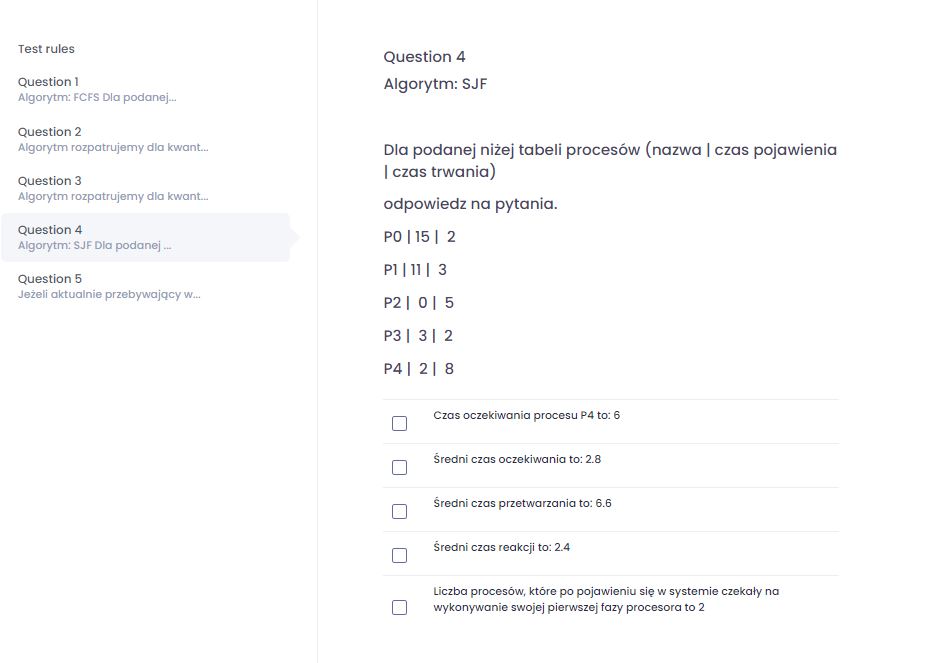 Test rules
Question 1
Algorytm: FCFS Dla podanej...
Question 2
Algorytm rozpatrujemy dla kwant...
Question 3
Algorytm rozpatrujemy dla kwant...
Question 4
Algorytm: SJF Dla podanej ...
Question 5
Jeżeli aktualnie przebywający w...
Question 4
Algorytm: SJF
Dla podanej niżej tabeli procesów (nazwa | czas pojawienia
| czas trwania)
odpowiedz na pytania.
P0 | 15 | 2
P1 | 11 | 3
P2 | 0 | 5
P3 | 3 | 2
P4 | 2 | 8
Czas oczekiwania procesu P4 to: 6
Średni czas oczekiwania to: 2.8
Średni czas przetwarzania to: 6.6
Średni czas reakcji to: 2.4
Liczba procesów, które po pojawieniu się w systemie czekały na
wykonywanie swojej pierwszej fazy procesora to 2